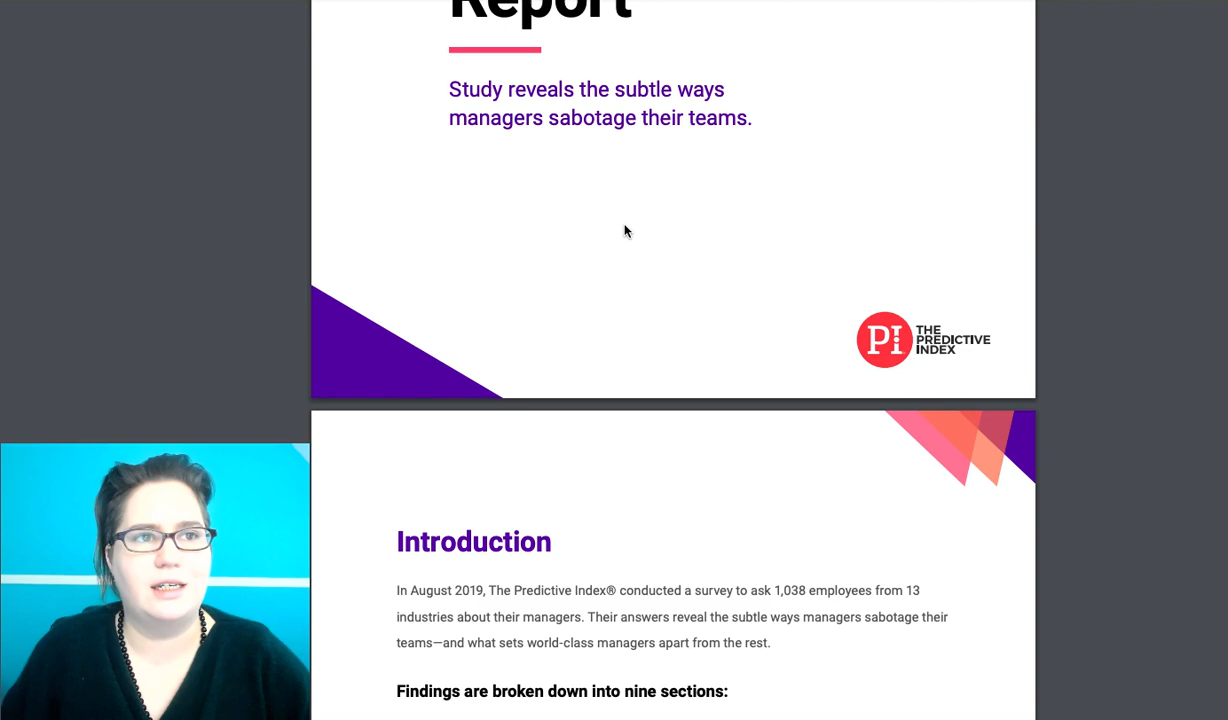 Report
Study reveals the subtle ways
managers sabotage their teams.
PI
THE
PREDICTIVE
INDEX
Introduction
In August 2019, The Predictive Index® conducted a survey to ask 1,038 employees from 13
industries about their managers. Their answers reveal the subtle ways managers sabotage their
teams—and what sets world-class managers apart from the rest.
Findings are broken down into nine sections: